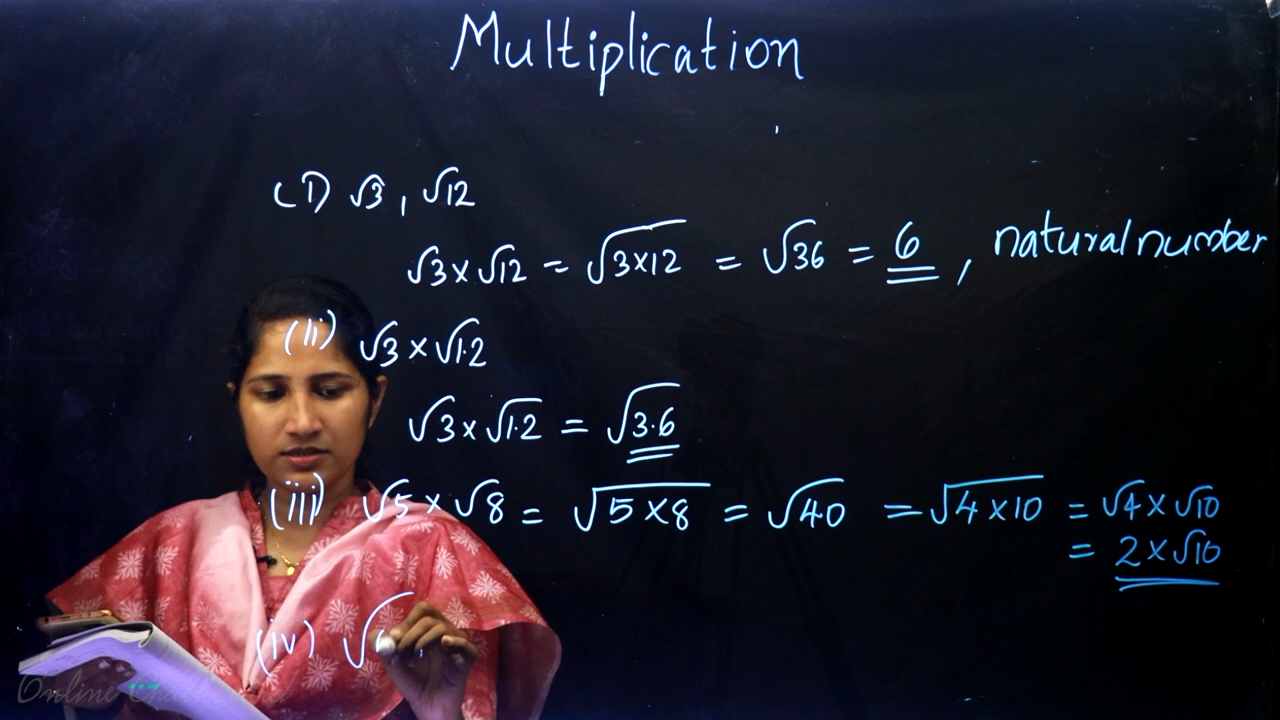 Multiplication
(i) √3, √12
√3 × √12 = √3×12 = √36 = 6, natural number
(ii) √3 × √1.2
√3 × √1.2 = √3.6
(iii) √5 × √8 = √5×8 = √40 = √4×10 = √4 × √10
= 2 × √10
(iv) √
Online